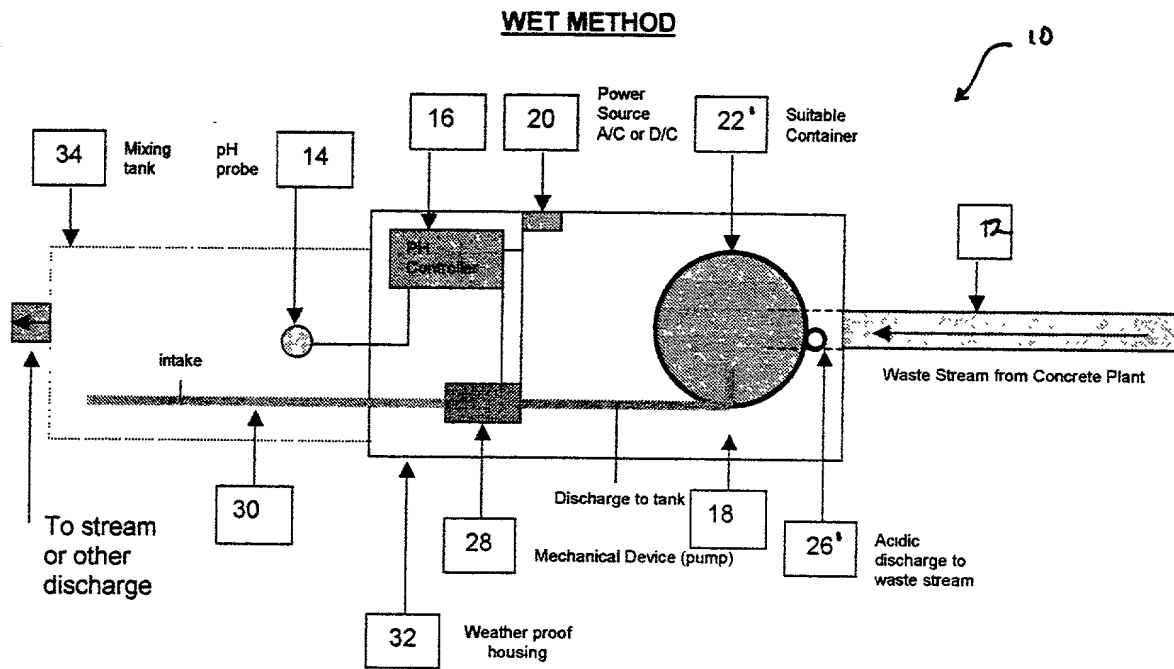 WET METHOD
10
16
20
Power
Source
A/C or D/C
22'
Suitable
Container
34
Mixing
tank
pH
probe
14
12
PH
Controller
intake
Waste Stream from Concrete Plant
To stream
or other
discharge
30
28
Discharge to tank
Mechanical Device (pump)
18
26'
Acidic
discharge to
waste stream
32
Weather proof
housing